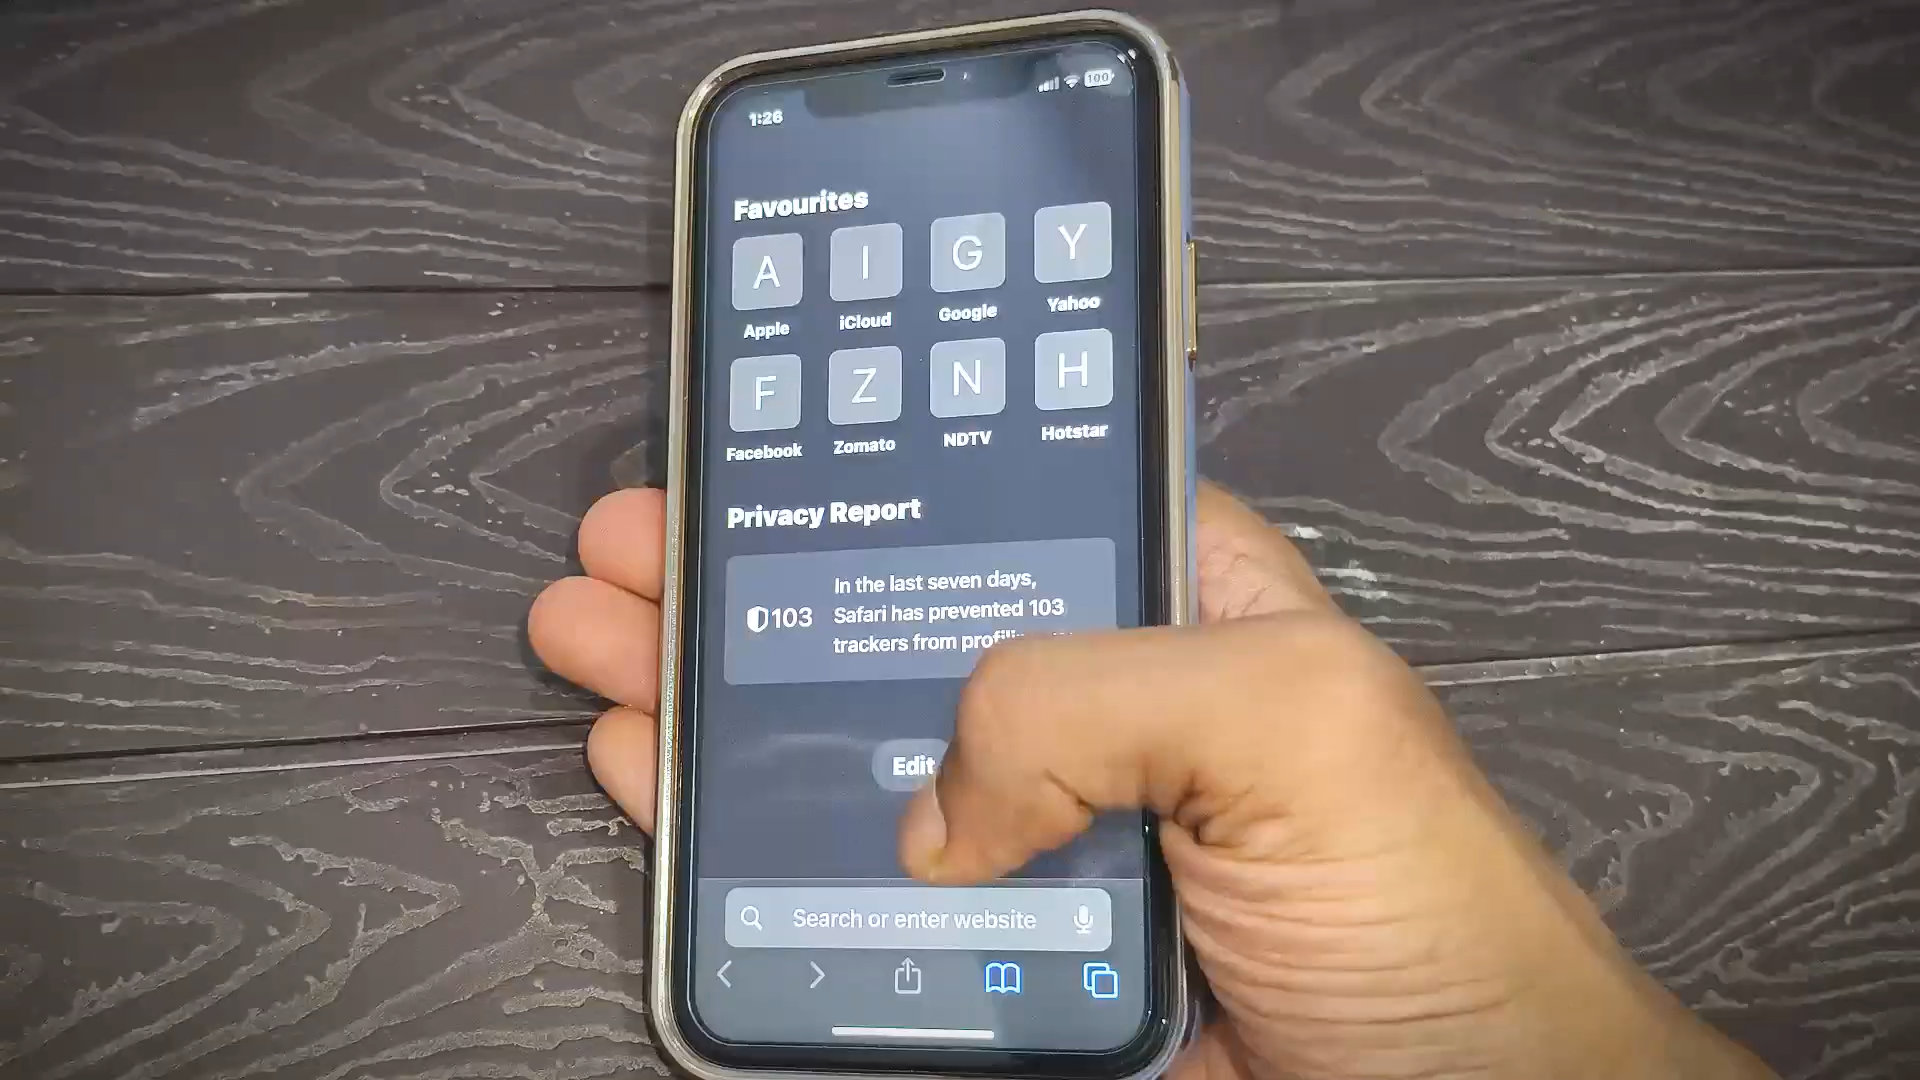 1:26
100
Favourites
A I G Y
Apple iCloud Google Yahoo
F Z N H
Facebook Zomato NDTV Hotstar
Privacy Report
103
In the last seven days,
Safari has prevented 103
trackers from
Edit
Search or enter website